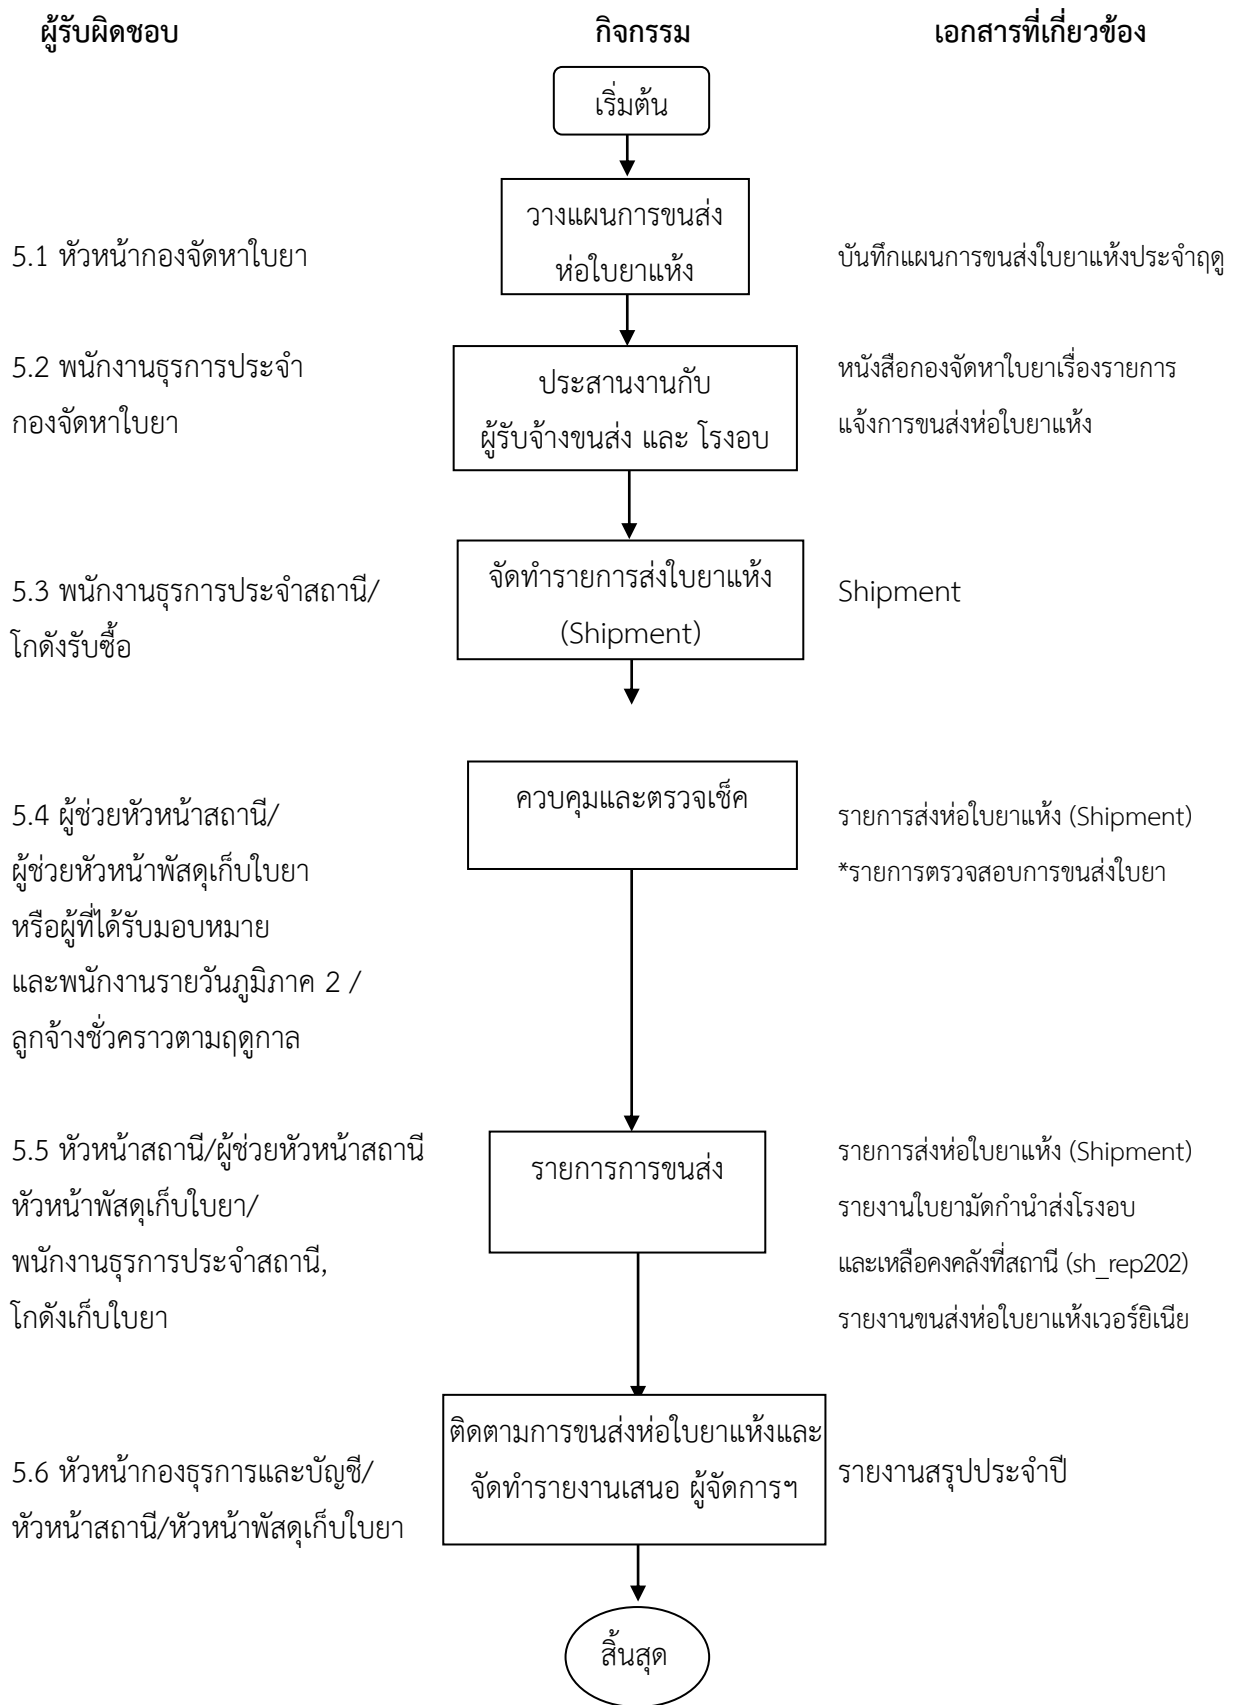 ผู้รับผิดชอบ กิจกรรม เอกสารที่เกี่ยวข้อง
เริ่มต้น
วางแผนการขนส่ง
5.1 หัวหน้ากองจัดหาใบยา ห่อใบยาแห้ง บันทึกแผนการขนส่งใบยาแห้งประจำฤดู
5.2 พนักงานธุรการประจำ ประสานงานกับ หนังสือกองจัดหาใบยาเรื่องรายการ
กองจัดหาใบยา ผู้รับจ้างขนส่ง และ โรงอบ แจ้งการขนส่งห่อใบยาแห้ง
จัดทำรายการส่งใบยาแห้ง
5.3 พนักงานธุรการประจำสถานี/ Shipment
(Shipment)
โกดังรับซื้อ
ควบคุมและตรวจเช็ค
5.4 ผู้ช่วยหัวหน้าสถานี/ รายการส่งห่อใบยาแห้ง (Shipment)
ผู้ช่วยหัวหน้าพัสดุเก็บใบยา *รายการตรวจสอบการขนส่งใบยา
หรือผู้ที่ได้รับมอบหมาย
และพนักงานรายวันภูมิภาค 2 /
ลูกจ้างชั่วคราวตามฤดูกาล
5.5 หัวหน้าสถานี/ผู้ช่วยหัวหน้าสถานี รายการการขนส่ง รายการส่งห่อใบยาแห้ง (Shipment)
หัวหน้าพัสดุเก็บใบยา/ รายงานใบยามัดกำนำส่งโรงอบ
พนักงานธุรการประจำสถานี, และเหลือคงคลังที่สถานี (sh_rep202)
โกดังเก็บใบยา รายงานขนส่งห่อใบยาแห้งเวอร์ยิเนีย
ติดตามการขนส่งห่อใบยาแห้งและ
5.6 หัวหน้ากองธุรการและบัญชี/ จัดทำรายงานเสนอ ผู้จัดการฯ รายงานสรุปประจำปี
หัวหน้าสถานี/หัวหน้าพัสดุเก็บใบยา
สิ้นสุด